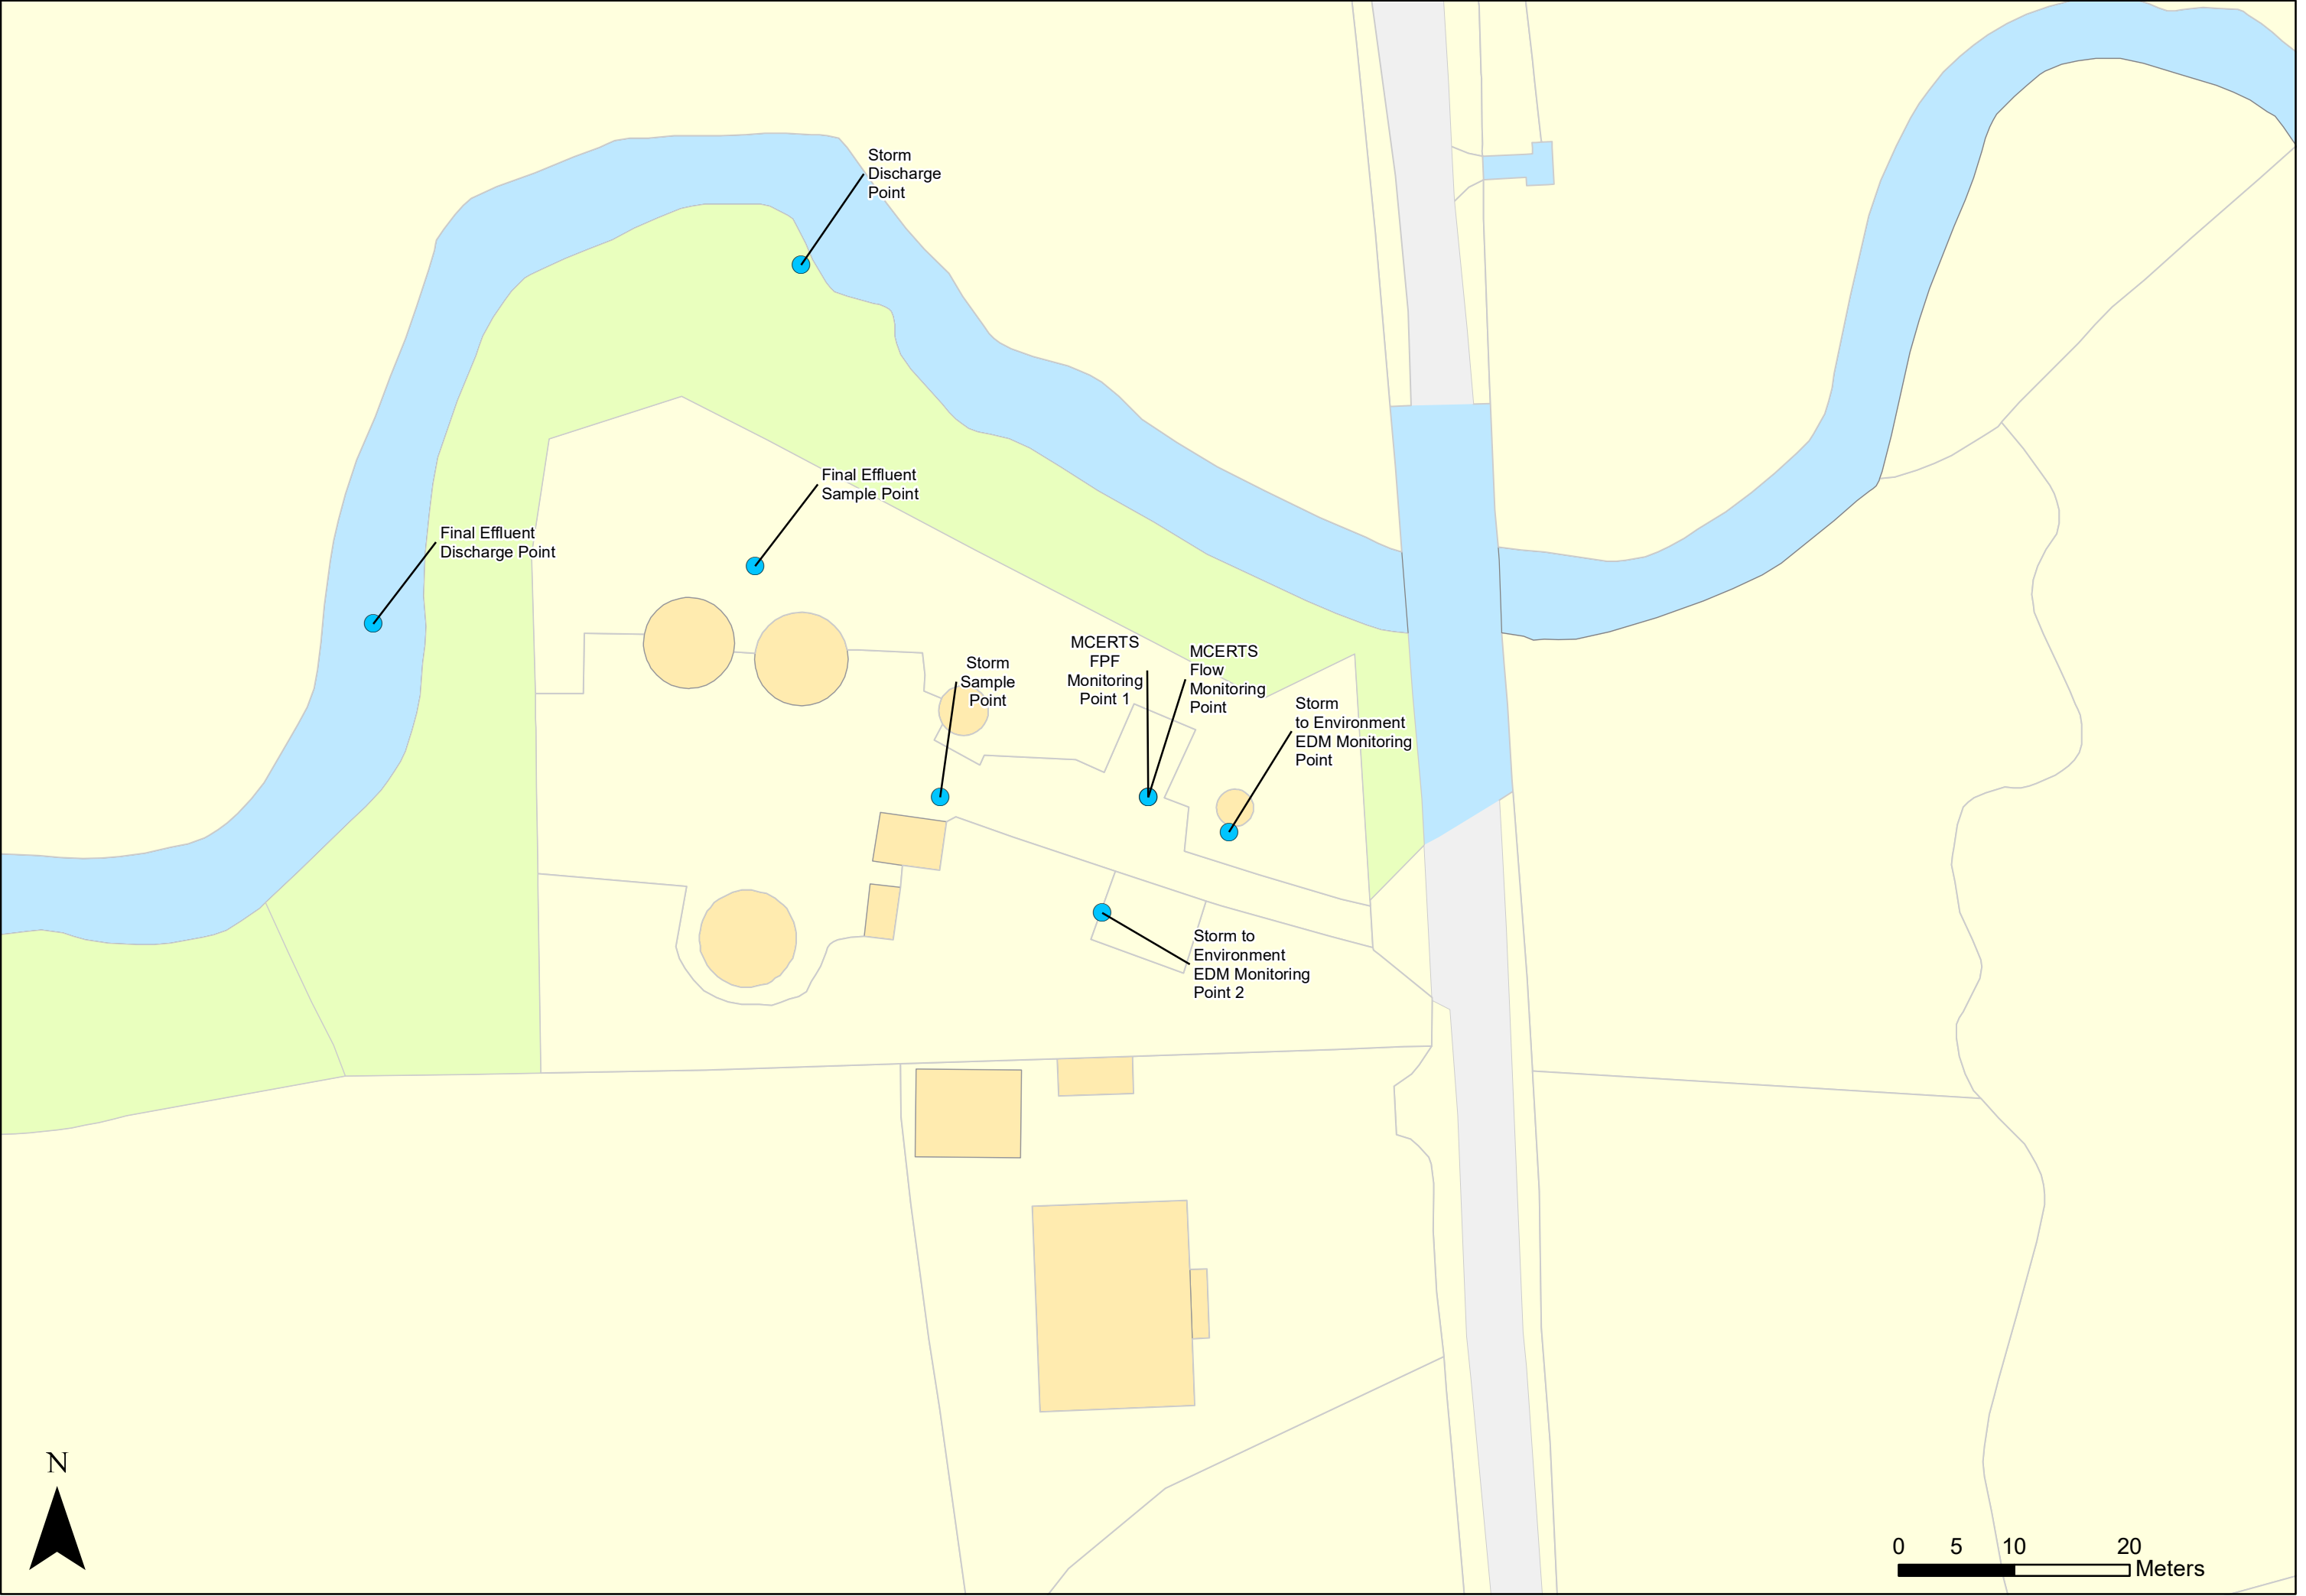 Storm
Discharge
Point
Final Effluent
Sample Point
Final Effluent
Discharge Point
MCERTS
FPF
Monitoring
Point 1
MCERTS
Flow
Monitoring
Point
Storm
Sample
Point
Storm
to Environment
EDM Monitoring
Point
Storm to
Environment
EDM Monitoring
Point 2
N
0 5 10 20
Meters